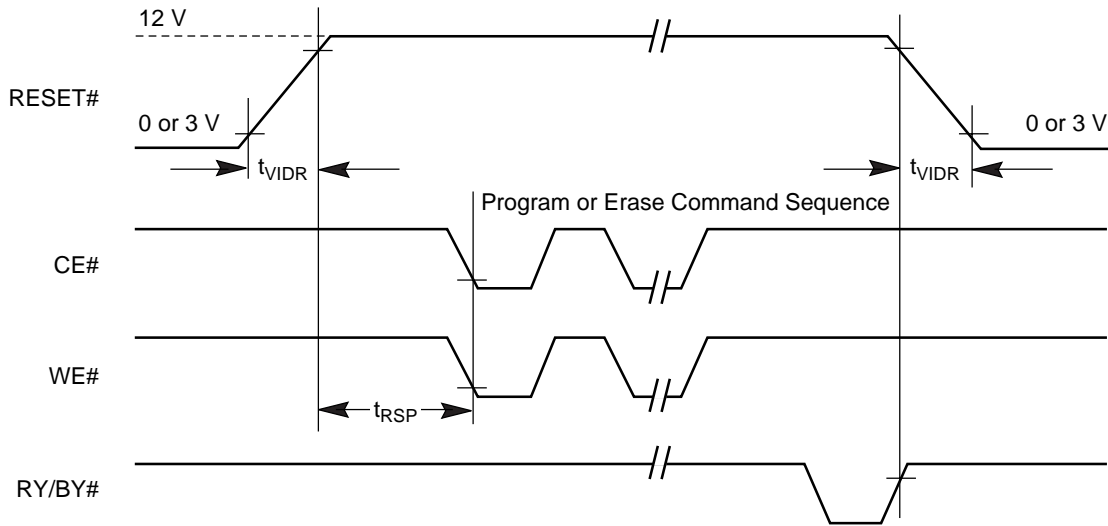 12 V
RESET#
0 or 3 V
0 or 3 V
tVIDR
tVIDR
Program or Erase Command Sequence
CE#
WE#
tRSP
RY/BY#